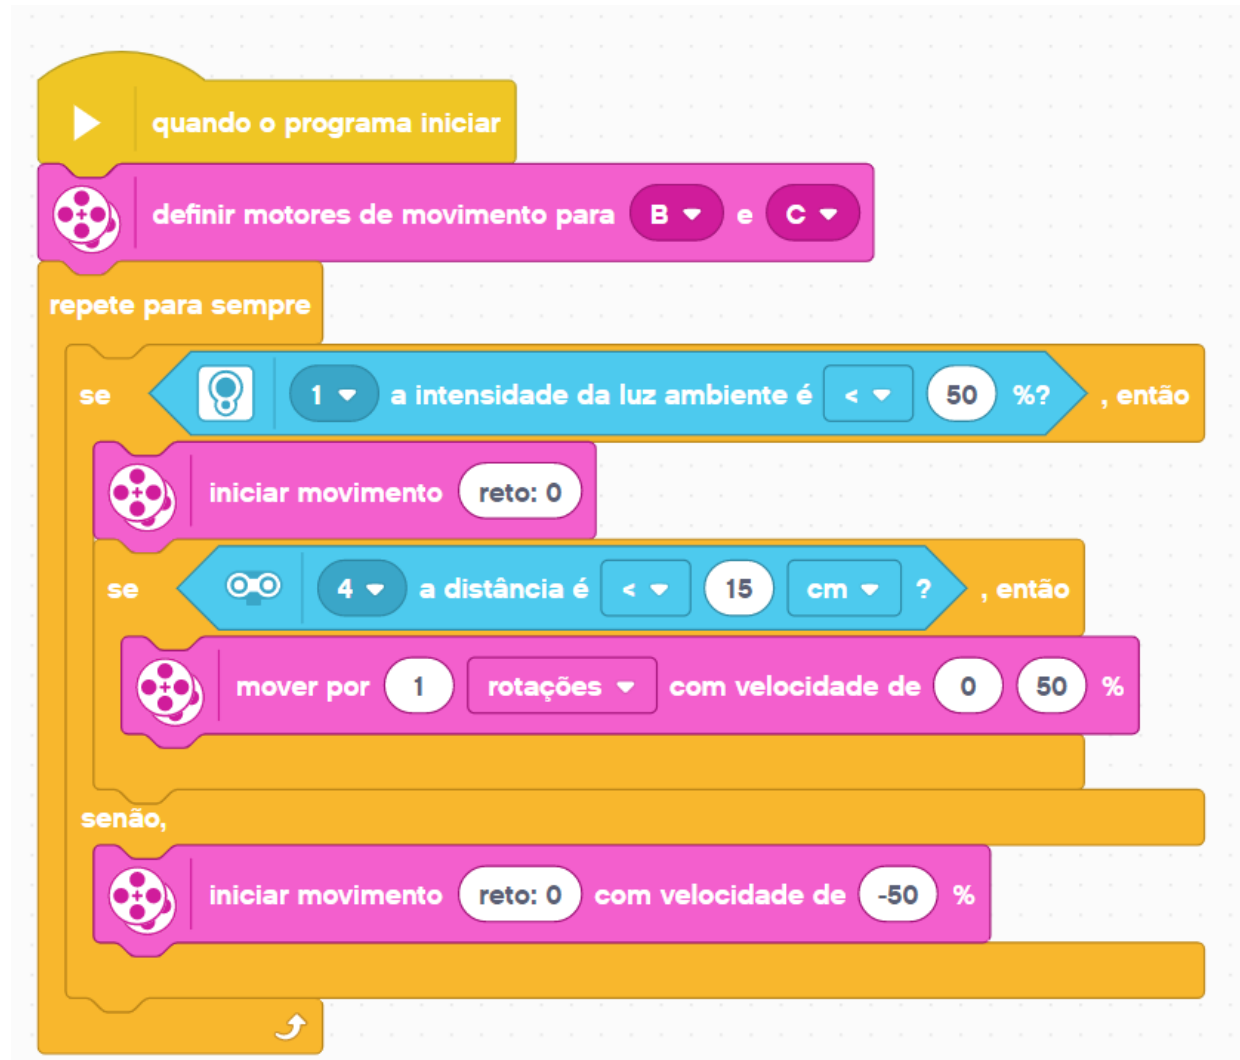 quando o programa iniciar
definir motores de movimento para B e C
repete para sempre
se 1 a intensidade da luz ambiente é < 50 %? , então
iniciar movimento reto: 0
se 4 a distância é < 15 cm ? , então
mover por 1 rotações com velocidade de 0 50 %
senão,
iniciar movimento reto: 0 com velocidade de -50 %